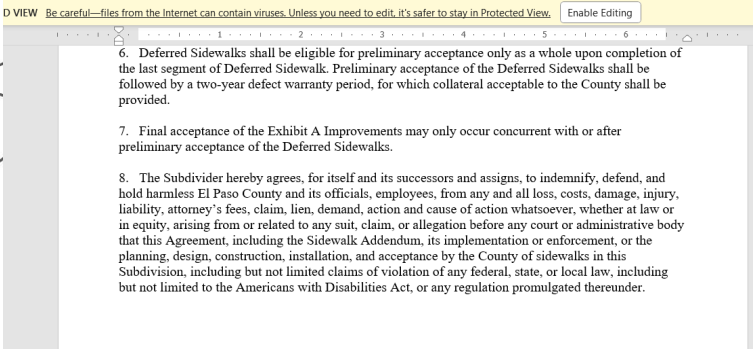 D VIEW Be careful—files from the Internet can contain viruses. Unless you need to edit, it's safer to stay in Protected View. Enable Editing
1 2 3 4 5 6
6. Deferred Sidewalks shall be eligible for preliminary acceptance only as a whole upon completion of
the last segment of Deferred Sidewalk. Preliminary acceptance of the Deferred Sidewalks shall be
followed by a two-year defect warranty period, for which collateral acceptable to the County shall be
provided.
7. Final acceptance of the Exhibit A Improvements may only occur concurrent with or after
preliminary acceptance of the Deferred Sidewalks.
8. The Subdivider hereby agrees, for itself and its successors and assigns, to indemnify, defend, and
hold harmless El Paso County and its officials, employees, from any and all loss, costs, damage, injury,
liability, attorney's fees, claim, lien, demand, action and cause of action whatsoever, whether at law or
in equity, arising from or related to any suit, claim, or allegation before any court or administrative body
that this Agreement, including the Sidewalk Addendum, its implementation or enforcement, or the
planning, design, construction, installation, and acceptance by the County of sidewalks in this
Subdivision, including but not limited claims of violation of any federal, state, or local law, including
but not limited to the Americans with Disabilities Act, or any regulation promulgated thereunder.